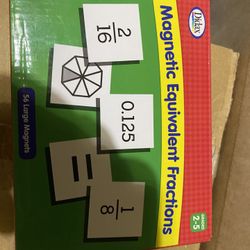 Didax
Magnetic Equivalent Fractions
GRADES
2-5
2
16
0.125
=
1
8
56 Large Magnets